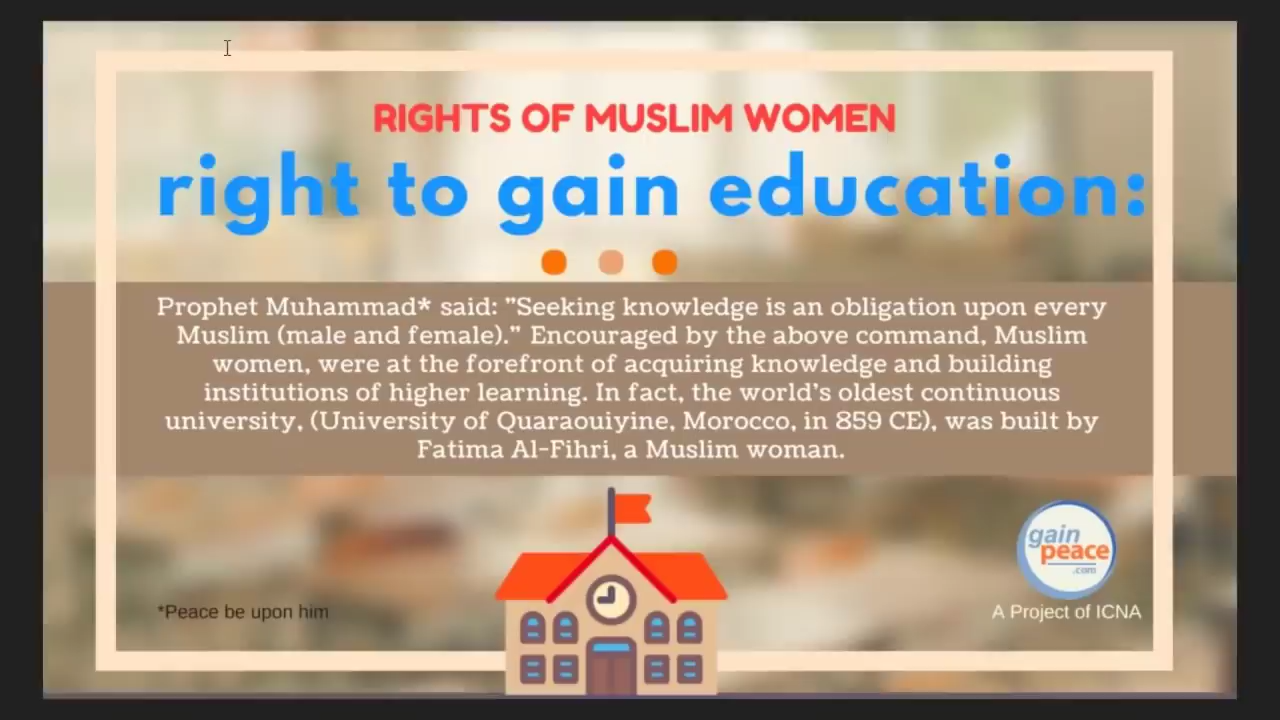 RIGHTS OF MUSLIM WOMEN
right to gain education:
Prophet Muhammad* said: "Seeking knowledge is an obligation upon every
Muslim (male and female)." Encouraged by the above command, Muslim
women, were at the forefront of acquiring knowledge and building
institutions of higher learning. In fact, the world's oldest continuous
university, (University of Quaraouiyine, Morocco, in 859 CE), was built by
Fatima Al-Fihri, a Muslim woman.
gain
peace
.com
*Peace be upon him
A Project of ICNA